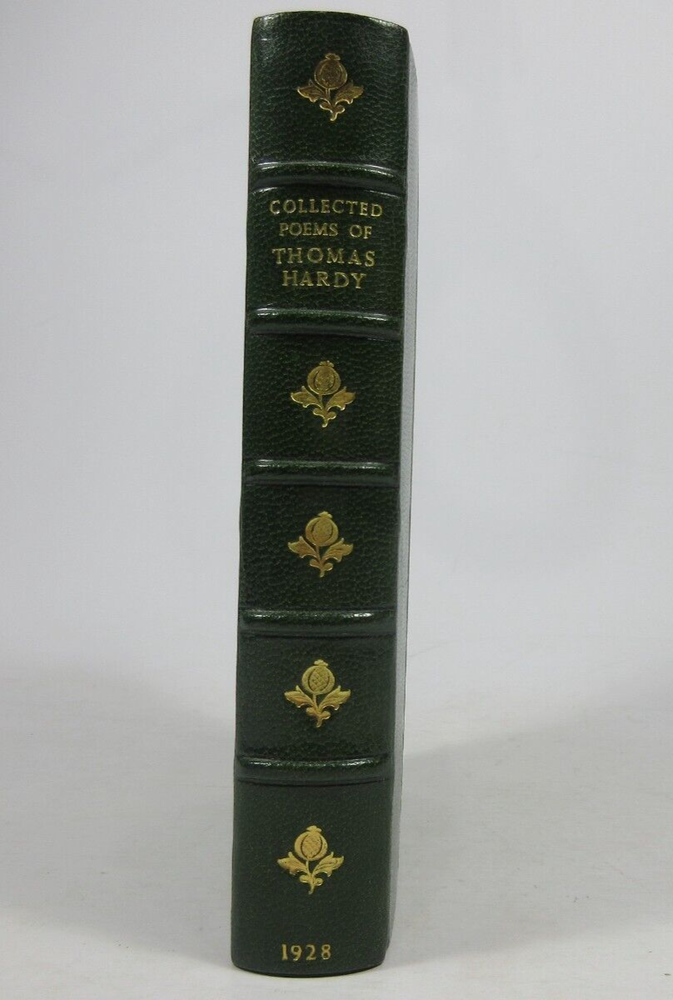 COLLECTED
POEMS OF
THOMAS
HARDY
1928